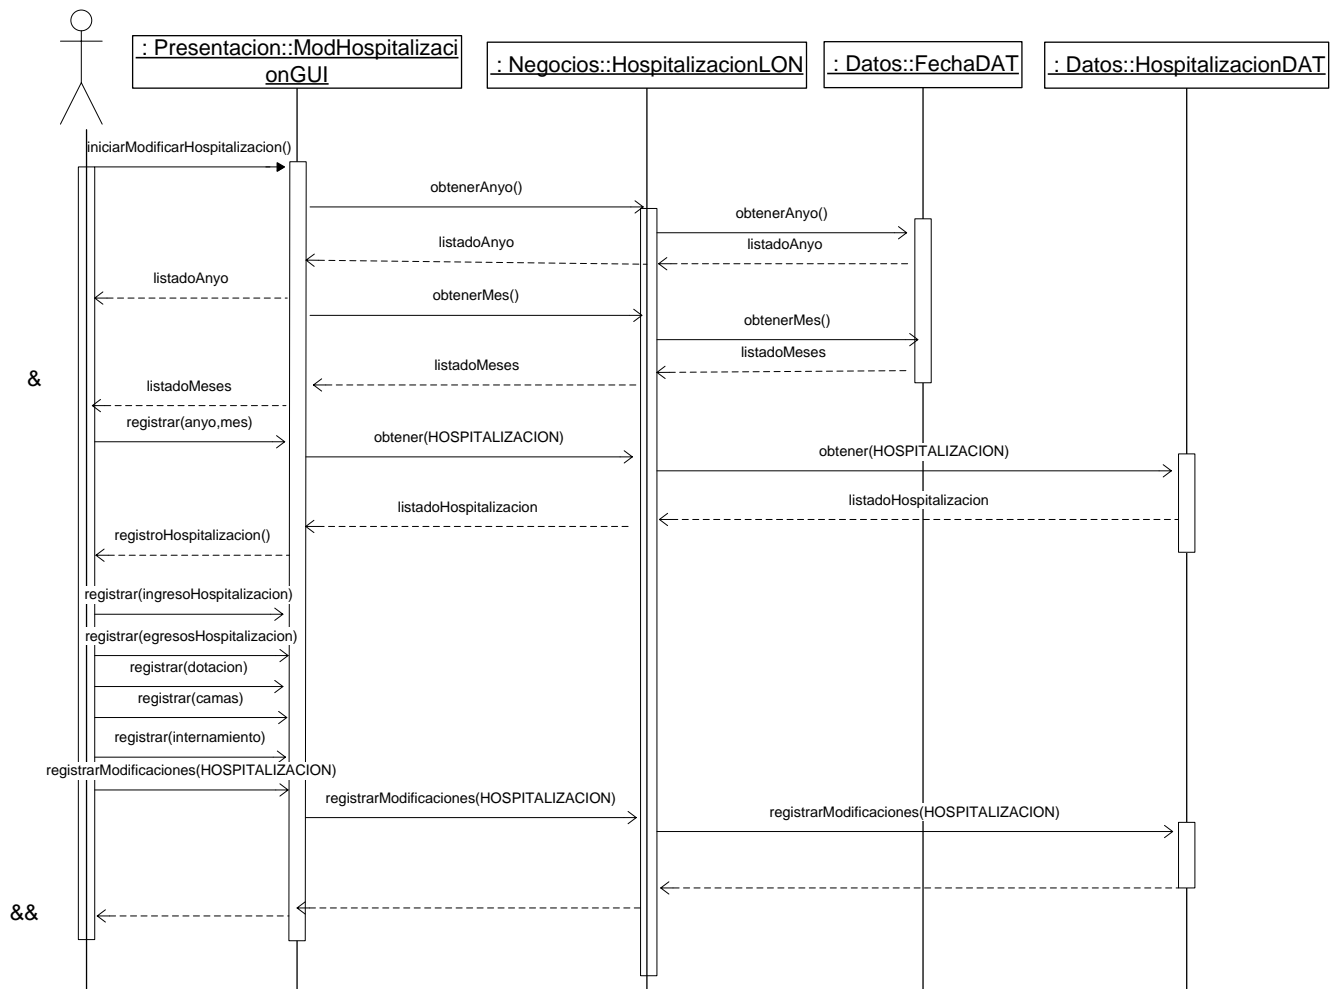 : Presentacion::ModHospitalizaci
onGUI
: Negocios::HospitalizacionLON
: Datos::FechaDAT
: Datos::HospitalizacionDAT
iniciarModificarHospitalizacion()
obtenerAnyo()
obtenerAnyo()
listadoAnyo
listadoAnyo
listadoAnyo
obtenerMes()
obtenerMes()
listadoMeses
listadoMeses
&
listadoMeses
registrar(anyo,mes)
obtener(HOSPITALIZACION)
obtener(HOSPITALIZACION)
listadoHospitalizacion
listadoHospitalizacion
registroHospitalizacion()
registrar(ingresoHospitalizacion)
registrar(egresosHospitalizacion)
registrar(dotacion)
registrar(camas)
registrar(internamiento)
registrarModificaciones(HOSPITALIZACION)
registrarModificaciones(HOSPITALIZACION)
registrarModificaciones(HOSPITALIZACION)
&&